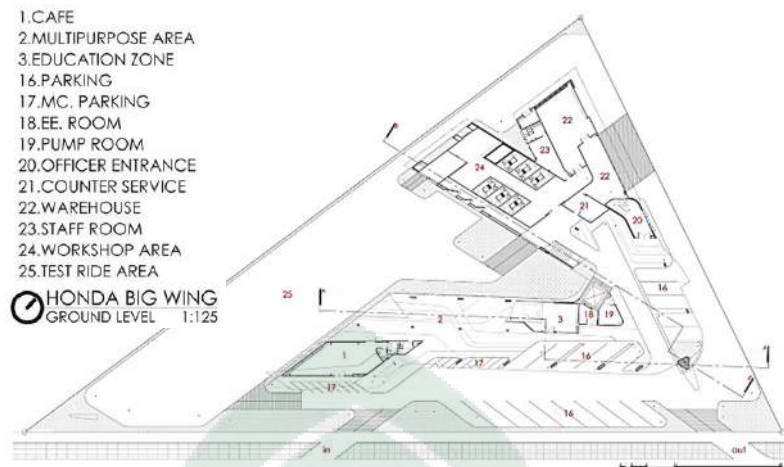 1.CAFE
2.MULTIPURPOSE AREA
3.EDUCATION ZONE
16.PARKING
17.MC. PARKING
18.EE. ROOM
19.PUMP ROOM
20.OFFICER ENTRANCE
21.COUNTER SERVICE
22.WAREHOUSE
23.STAFF ROOM
24.WORKSHOP AREA
25.TEST RIDE AREA
HONDA BIG WING
GROUND LEVEL 1:125
22
23
24
22
21
20
16
25
2
3
18
19
1
17
16
17
16
in
out